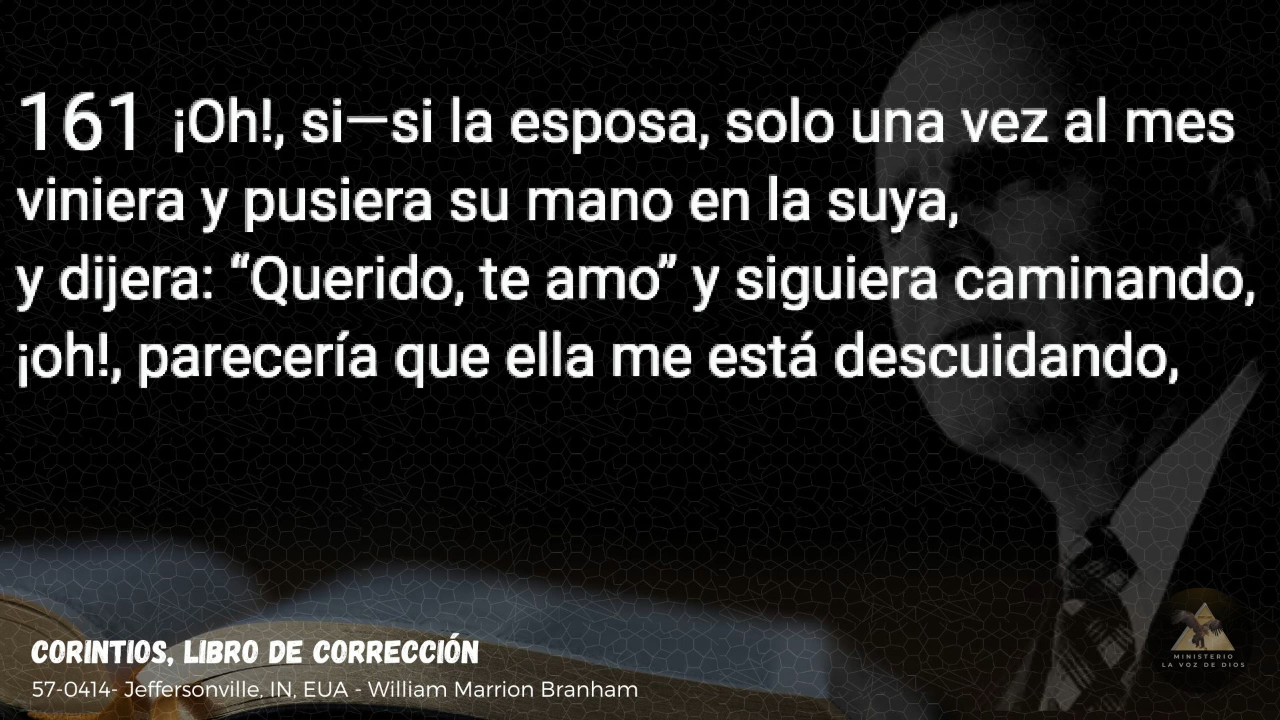 161 ¡Oh!, si—si la esposa, solo una vez al mes
viniera y pusiera su mano en la suya,
y dijera: “Querido, te amo” y siguiera caminando,
¡oh!, parecería que ella me está descuidando,
CORINTIOS, LIBRO DE CORRECCIÓN
57-0414- Jeffersonville, IN, EUA - William Marrion Branham
MINISTERIO
LA VOZ DE DIOS